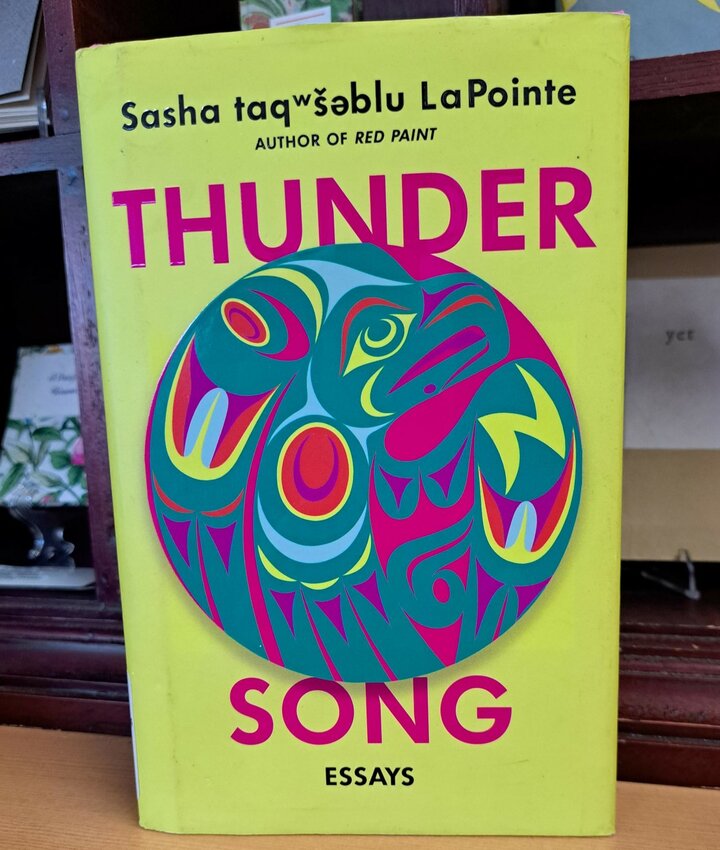 Sasha taqʷšəblu LaPointe
AUTHOR OF RED PAINT
THUNDER
SONG
ESSAYS
yet